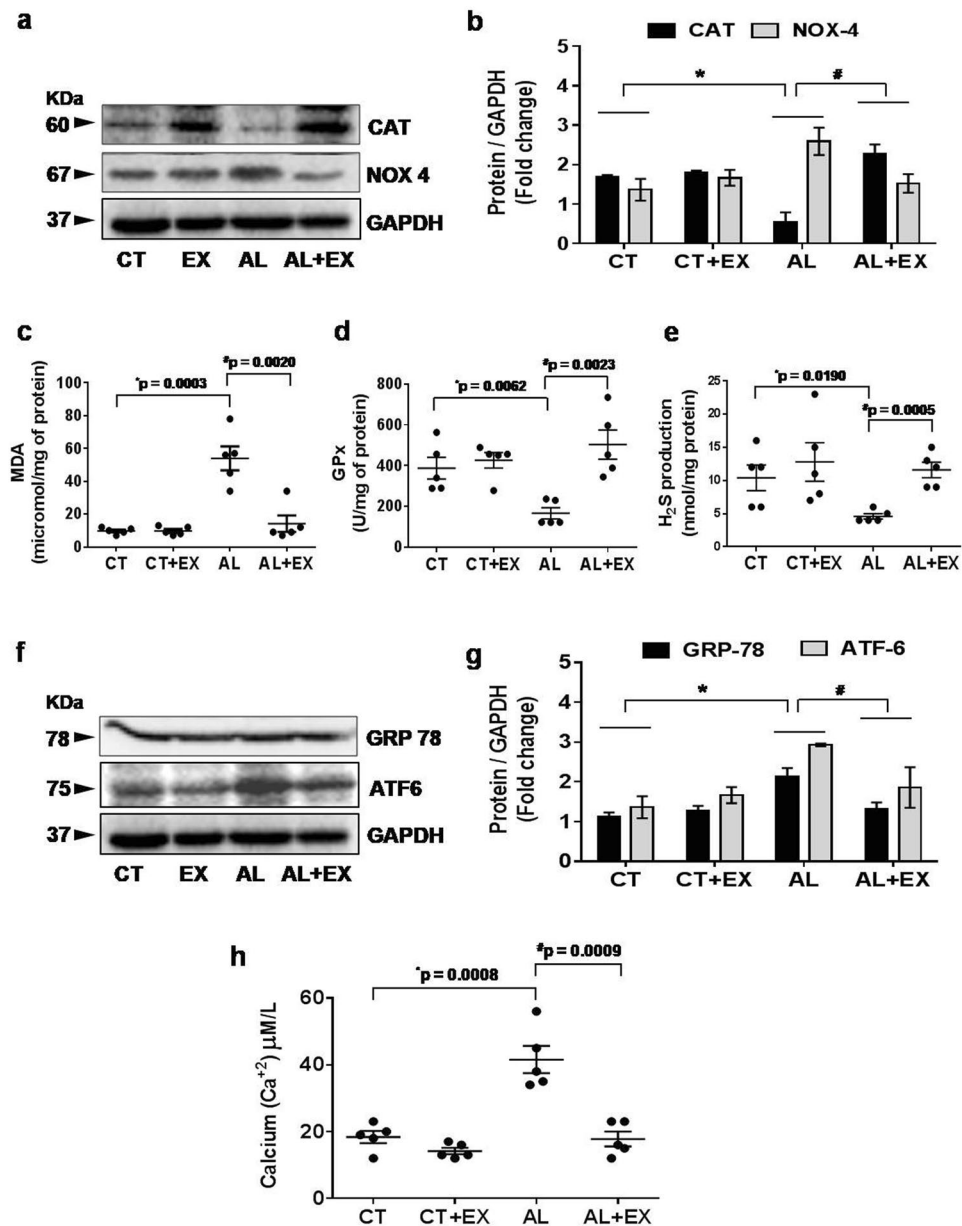 a
KDa
60
CAT
67
NOX 4
37
GAPDH
CT EX AL AL+EX
b
CAT NOX-4
Protein / GAPDH
(Fold change)
5
4
3
2
1
0
* #
CT CT+EX AL AL+EX
c
*p = 0.0003
#p = 0.0020
MDA
(micromol/mg of protein)
100
80
60
40
20
0
CT CT+EX AL AL+EX
d
*p = 0.0062
#p = 0.0023
GPx
(U/mg of protein)
800
600
400
200
0
CT CT+EX AL AL+EX
e
*p = 0.0190
#p = 0.0005
H₂S production
(nmol/mg protein)
25
20
15
10
5
0
CT CT+EX AL AL+EX
f
KDa
78
GRP 78
75
ATF6
37
GAPDH
CT EX AL AL+EX
g
GRP-78 ATF-6
Protein / GAPDH
(Fold change)
5
4
3
2
1
0
* #
CT CT+EX AL AL+EX
h
*p = 0.0008
#p = 0.0009
Calcium (Ca⁺²) µM/L
60
40
20
0
CT CT+EX AL AL+EX